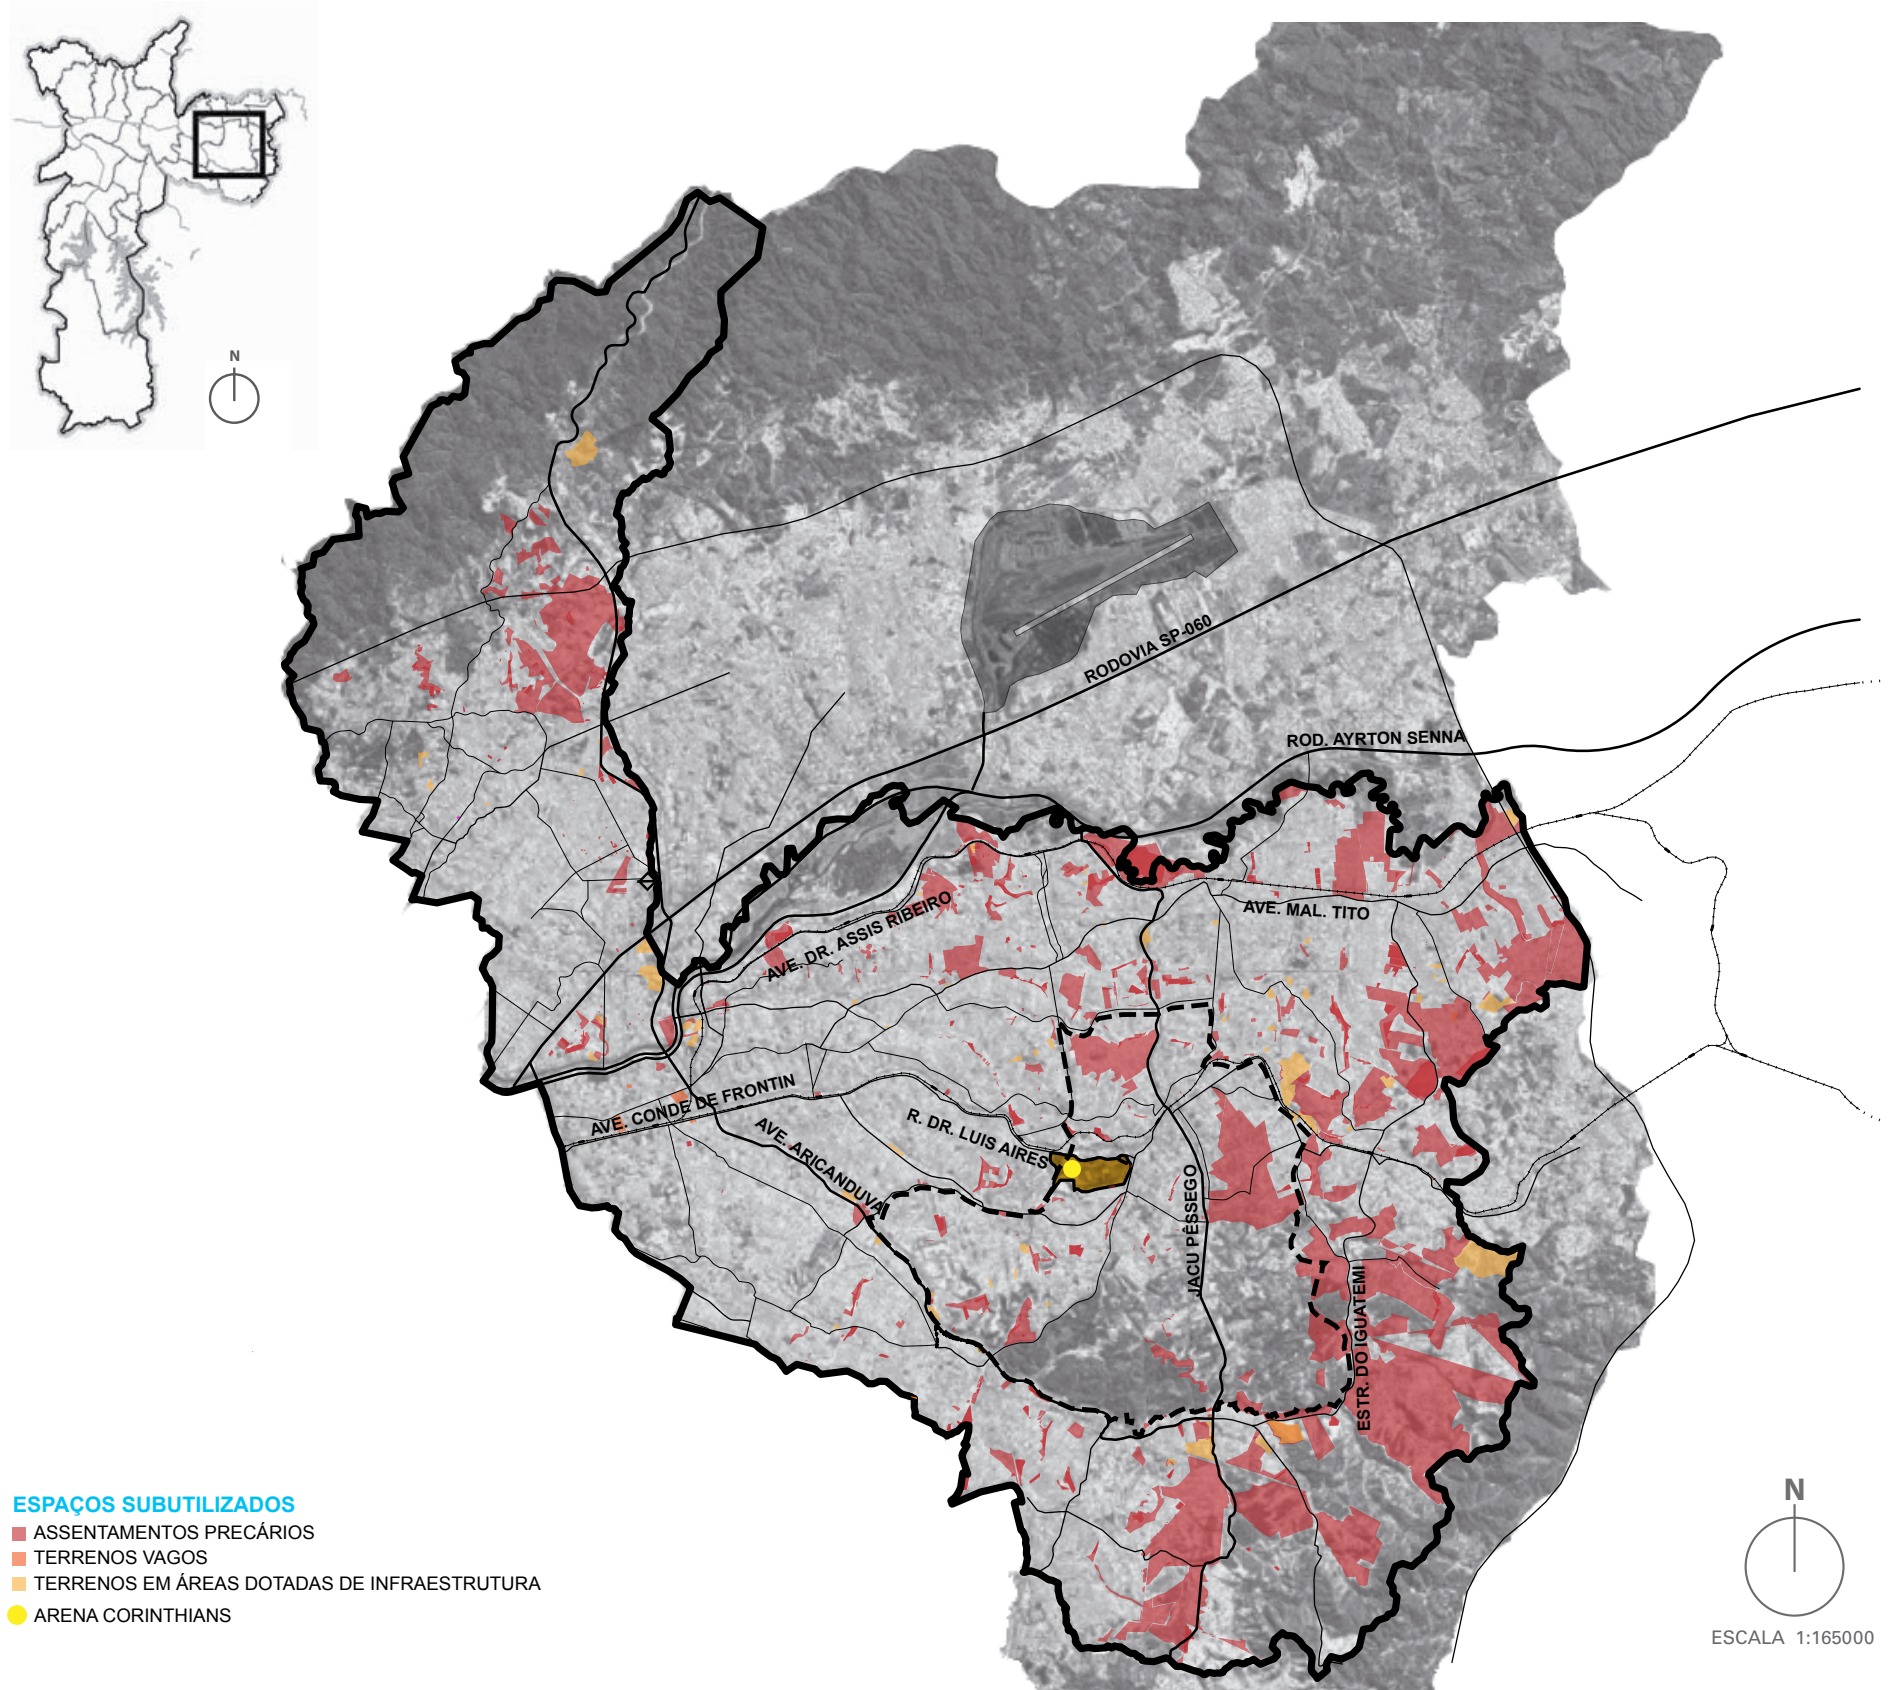 N
RODOVIA SP-060
ROD. AYRTON SENNA
AVE. MAL. TITO
AVE. DR. ASSIS RIBEIRO
AVE. CONDE DE FRONTIN
R. DR. LUIS AIRES
AVE. ARICANDUVA
JACU PÊSSEGO
ESTR. DO IGUATEMI
ESPAÇOS SUBUTILIZADOS
ASSENTAMENTOS PRECÁRIOS
TERRENOS VAGOS
TERRENOS EM ÁREAS DOTADAS DE INFRAESTRUTURA
ARENA CORINTHIANS
N
ESCALA 1:165000